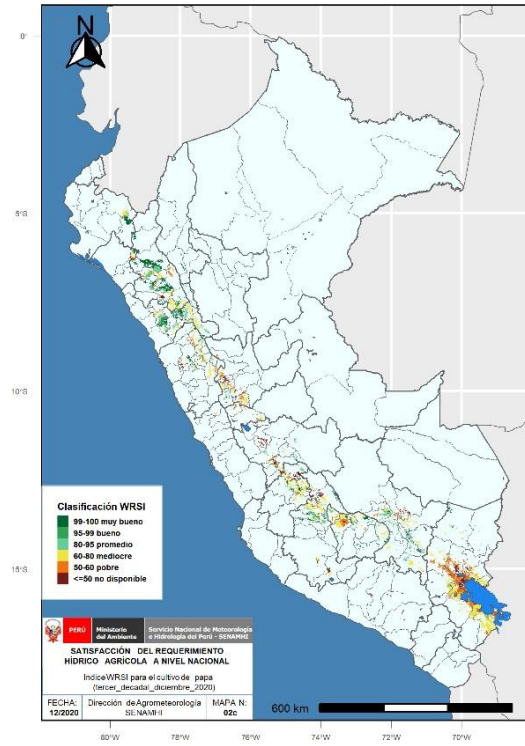 N
0°
5°S
10°S
15°S
Clasificación WRSI
99-100 muy bueno
95-99 bueno
80-95 promedio
60-80 mediocre
50-60 pobre
<=50 no disponible
PERÚ
Ministerio
del Ambiente
Servicio Nacional de Meteorología
e Hidrología del Perú - SENAMHI
SATISFACCIÓN DEL REQUERIMIENTO
HÍDRICO AGRÍCOLA A NIVEL NACIONAL
IndiceWRSI para el cultivo de papa
(tercer_decadal_diciembre_2020)
FECHA:
12/2020
Dirección deAgrometeorología
SENAMHI
MAPA N:
02c
600 km
80°W
78°W
76°W
74°W
72°W
70°W